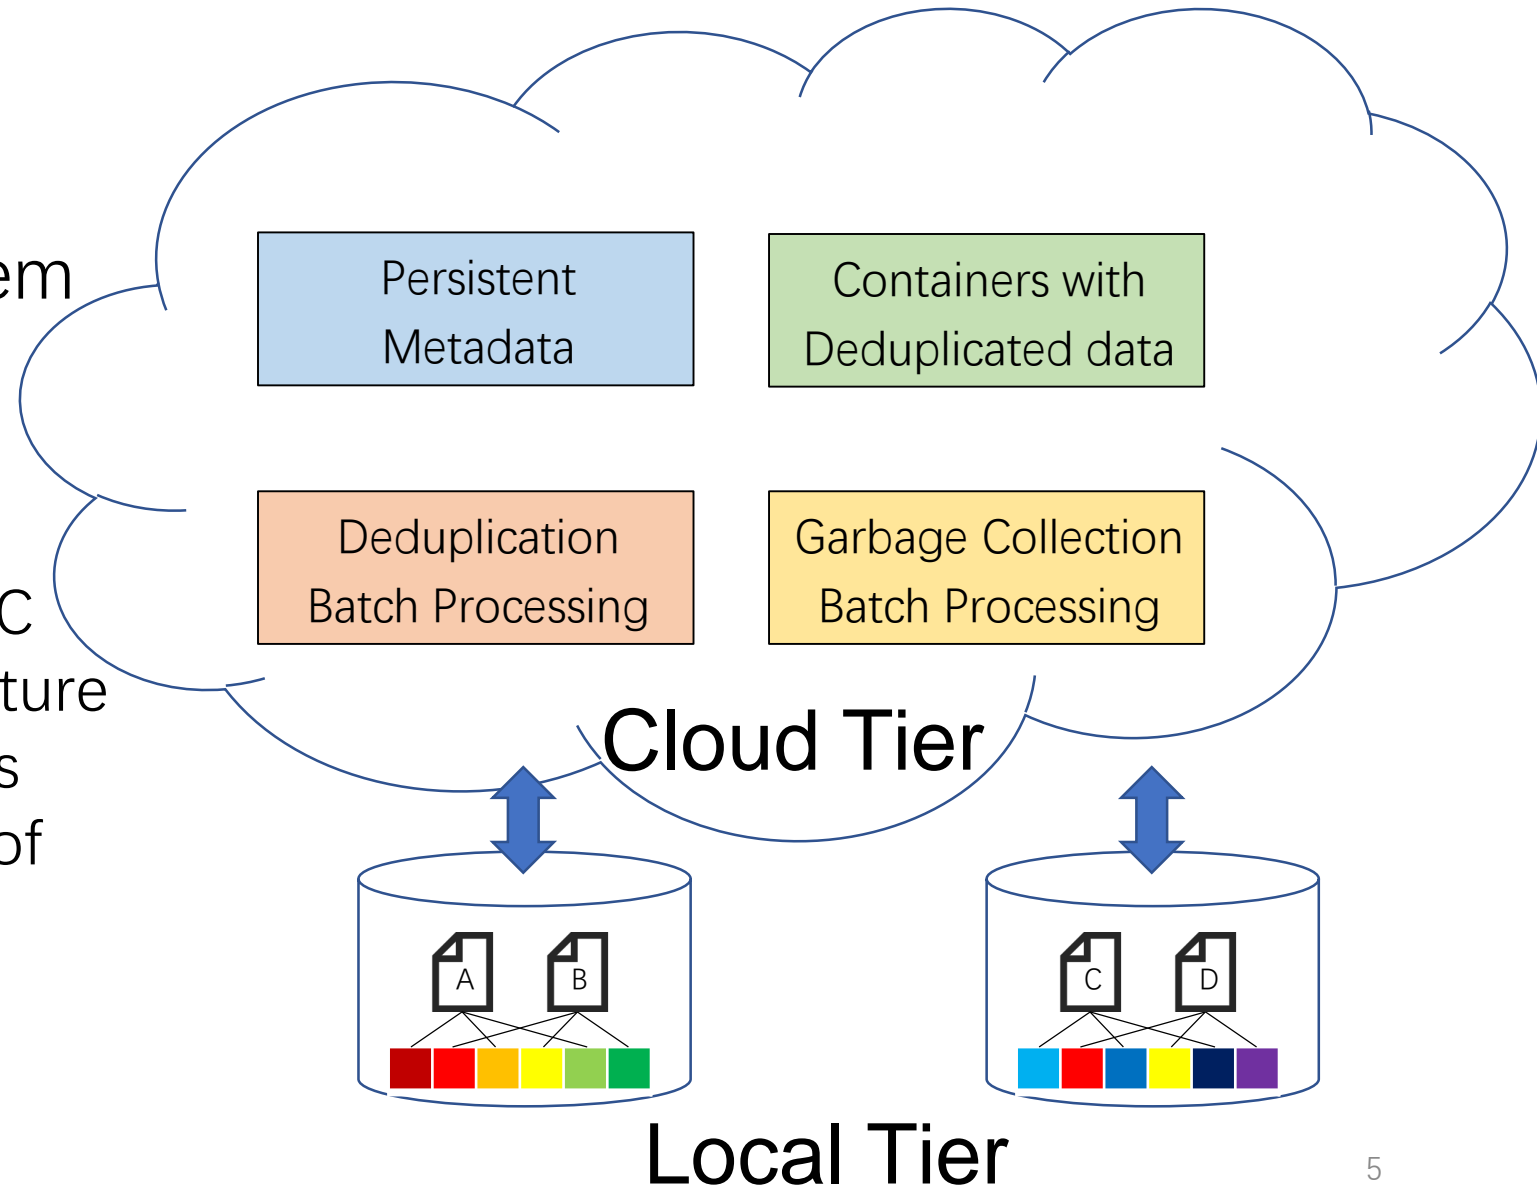 em
C
ture
s
of
Persistent
Metadata
Containers with
Deduplicated data
Deduplication
Batch Processing
Garbage Collection
Batch Processing
Cloud Tier
A
B
C
D
Local Tier
5